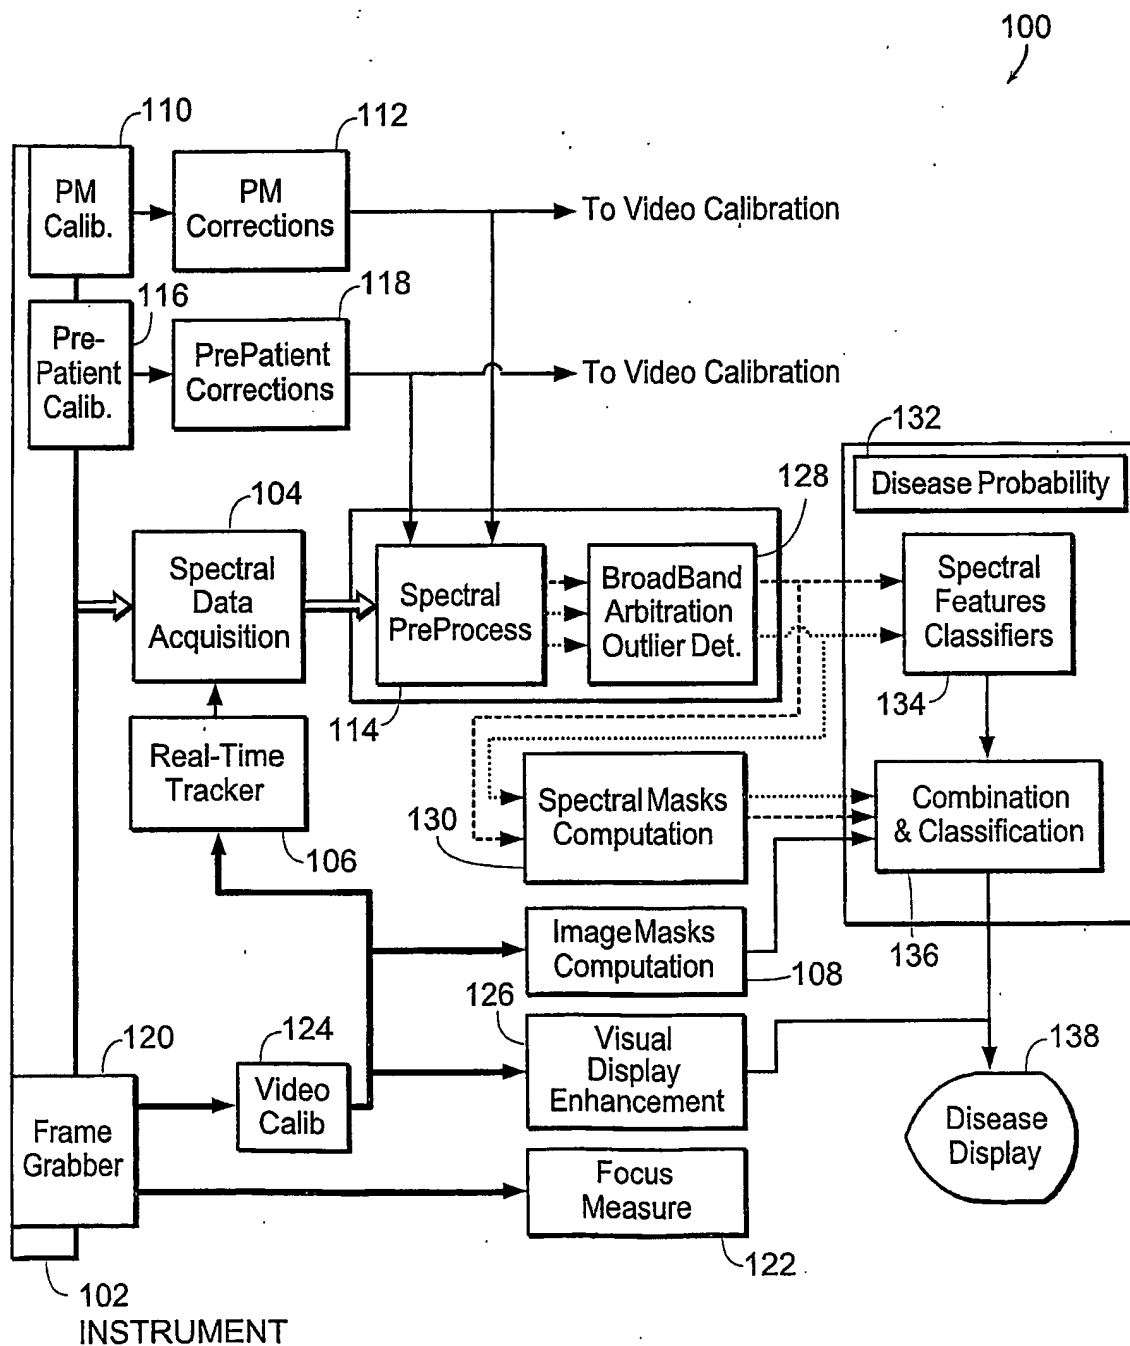 100
110
112
PM
Calib.
PM
Corrections
To Video Calibration
116
118
Pre-
Patient
Calib.
PrePatient
Corrections
To Video Calibration
132
Disease Probability
104
128
Spectral
Data
Acquisition
Spectral
PreProcess
BroadBand
Arbitration
Outlier Det.
Spectral
Features
Classifiers
114
134
Real-Time
Tracker
106
Spectral Masks
Computation
130
Combination
& Classification
136
Image Masks
Computation
108
126
120
124
Visual
Display
Enhancement
138
Frame
Grabber
Video
Calib
Disease
Display
Focus
Measure
122
102
INSTRUMENT